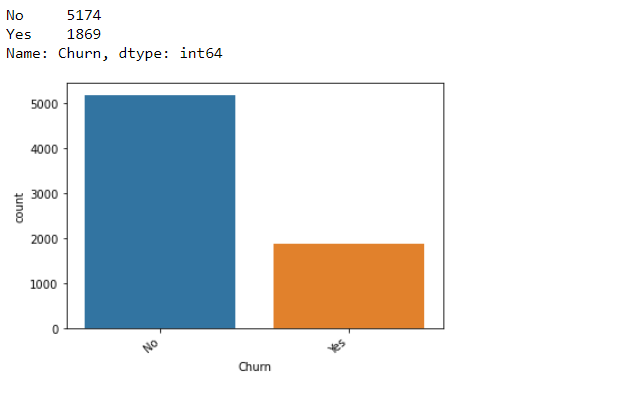 No     5174
Yes    1869
Name: Churn, dtype: int64
5000
4000
3000
2000
1000
0
count
No
Yes
Churn